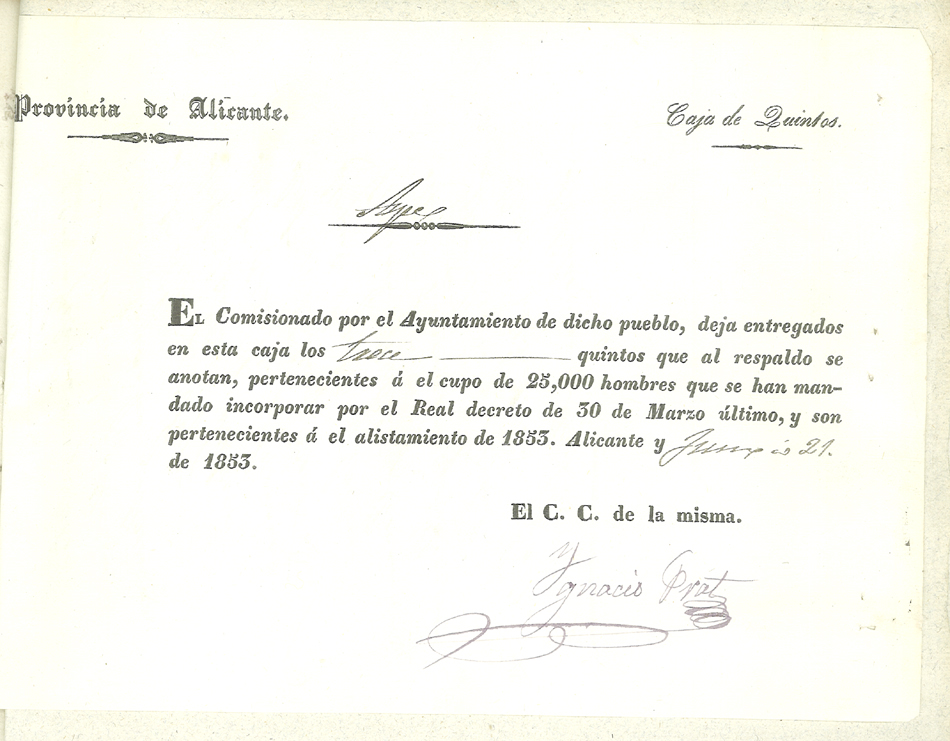 Provincia de Alicante.
Caja de Quintos.
Aspe
EL Comisionado por el Ayuntamiento de dicho pueblo, deja entregados
en esta caja los trece quintos que al respaldo se
anotan, pertenecientes á el cupo de 25,000 hombres que se han man-
dado incorporar por el Real decreto de 30 de Marzo último, y son
pertenecientes á el alistamiento de 1853. Alicante y Junio 21.
de 1853.
El C. C. de la misma.
Ygnacio Prat